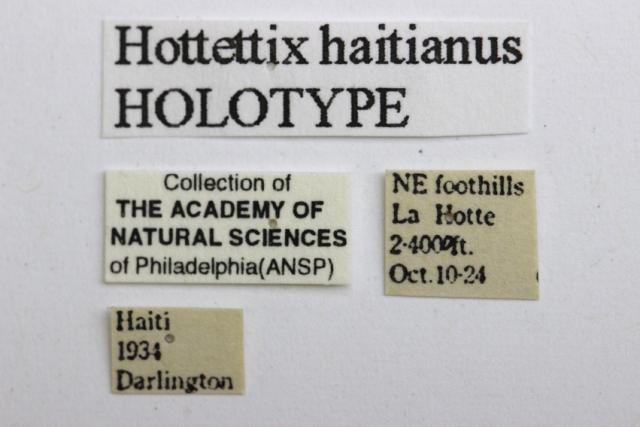 Hottettix haitianus
HOLOTYPE
Collection of
THE ACADEMY OF
NATURAL SCIENCES
of Philadelphia(ANSP)
NE foothills
La Hotte
2-4000ft.
Oct.10-24
Haiti
1934
Darlington